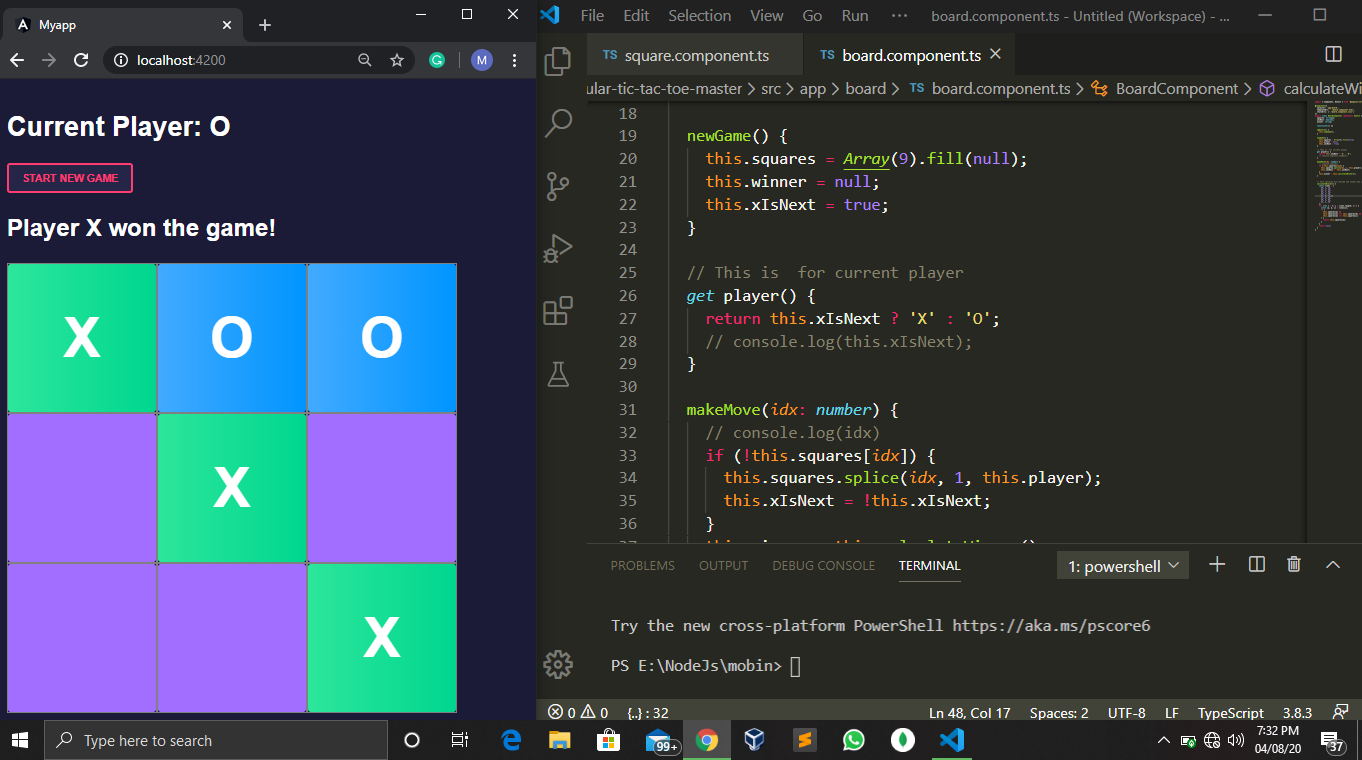 Myapp
localhost:4200
M
Current Player: O
START NEW GAME
Player X won the game!
X O O
X
X
File Edit Selection View Go Run ··· board.component.ts - Untitled (Workspace) - ...
TS square.component.ts TS board.component.ts
ular-tic-tac-toe-master > src > app > board > TS board.component.ts > BoardComponent > calculateWi
18
19 newGame() {
20 this.squares = Array(9).fill(null);
21 this.winner = null;
22 this.xIsNext = true;
23 }
24
25 // This is  for current player
26 get player() {
27 return this.xIsNext ? 'X' : 'O';
28 // console.log(this.xIsNext);
29 }
30
31 makeMove(idx: number) {
32 // console.log(idx)
33 if (!this.squares[idx]) {
34 this.squares.splice(idx, 1, this.player);
35 this.xIsNext = !this.xIsNext;
36 }
PROBLEMS OUTPUT DEBUG CONSOLE TERMINAL 1: powershell
Try the new cross-platform PowerShell https://aka.ms/pscore6
PS E:\NodeJs\mobin>
0 0 {..} : 32 Ln 48, Col 17 Spaces: 2 UTF-8 LF TypeScript 3.8.3
Type here to search
99+
7:32 PM
04/08/20
37